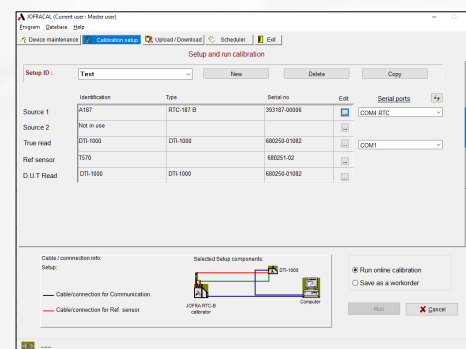 JOFRACAL (Current user : Master user)
Program Database Help
Device maintenance Calibration setup Upload / Download Scheduler Exit
Setup and run calibration
Setup ID : Test New Delete Copy
Identification Type Serial no Edit Serial ports
Source 1 A187 RTC-187 B 393187-00006 ... COM4 RTC
Source 2 Not in use ...
True read DTI-1000 DTI-1000 680250-01082 ... COM1
Ref sensor T570 680251-02 ...
D.U.T Read DTI-1000 DTI-1000 680250-01082 ...
Cable / connnection info: Selected Setup components:
Setup:
DTI-1000
Run online calibration
Save as a workorder
Cable/connection for Communication.
Cable/connection for Ref. sensor.
JOFRA RTC-B
calibrator
Computer
Run Cancel